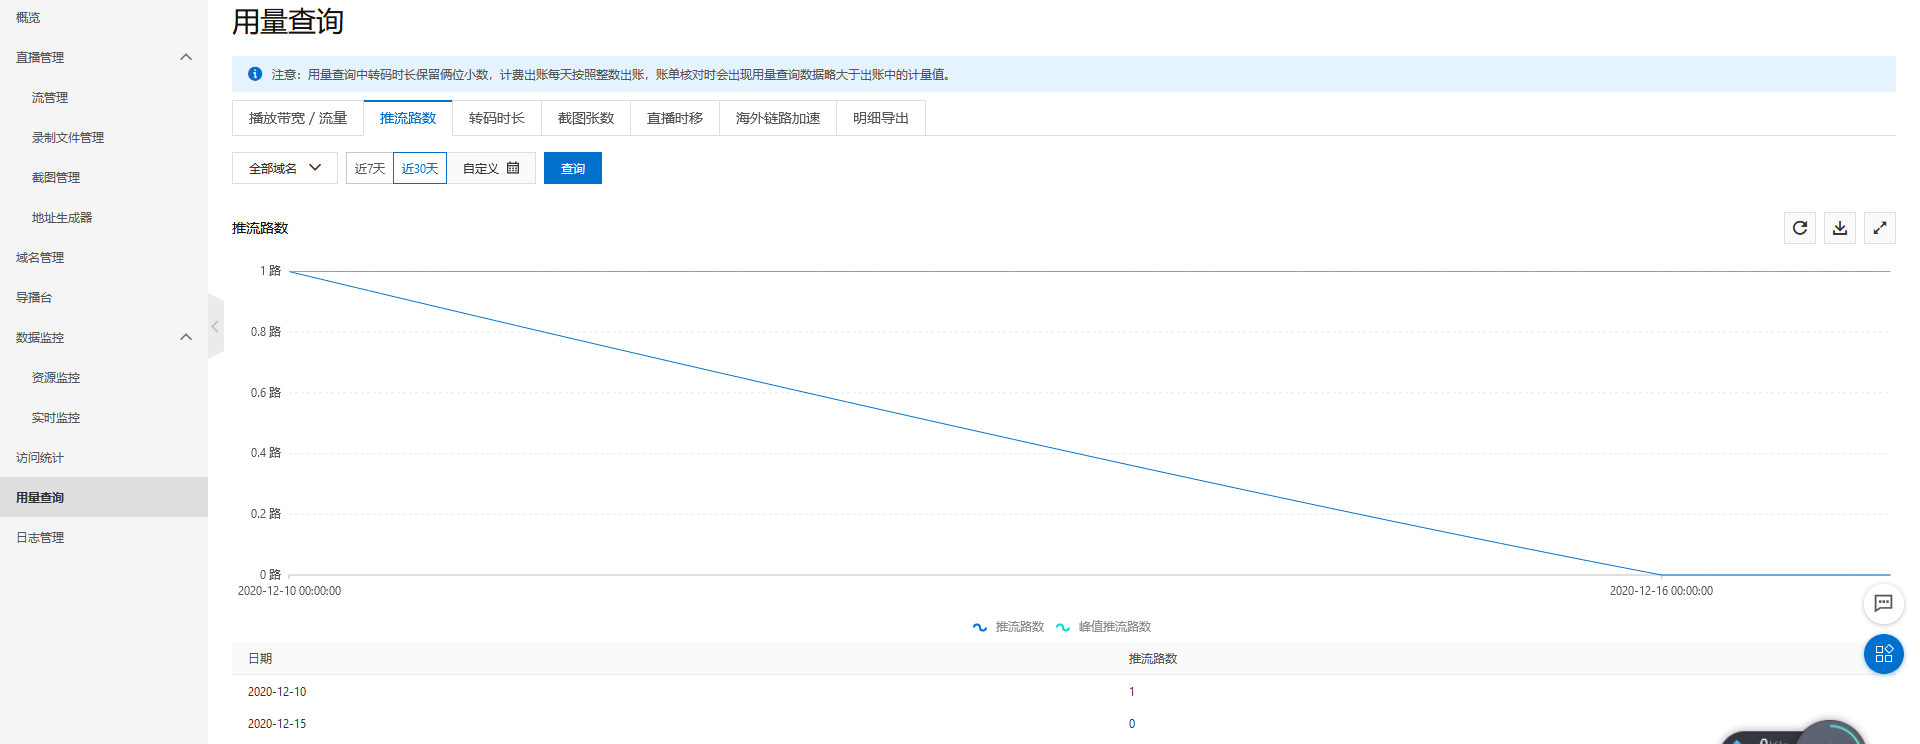 概览
直播管理
流管理
录制文件管理
截图管理
地址生成器
域名管理
导播台
数据监控
资源监控
实时监控
访问统计
用量查询
日志管理
用量查询
注意：用量查询中转码时长保留俩位小数，计费出账每天按照整数出账，账单核对时会出现用量查询数据略大于出账中的计量值。
播放带宽 / 流量 推流路数 转码时长 截图张数 直播时移 海外链路加速 明细导出
全部域名 近7天 近30天 自定义 查询
推流路数
1 路
0.8 路
0.6 路
0.4 路
0.2 路
0 路
2020-12-10 00:00:00 2020-12-16 00:00:00
推流路数 峰值推流路数
日期 推流路数
2020-12-10 1
2020-12-15 0